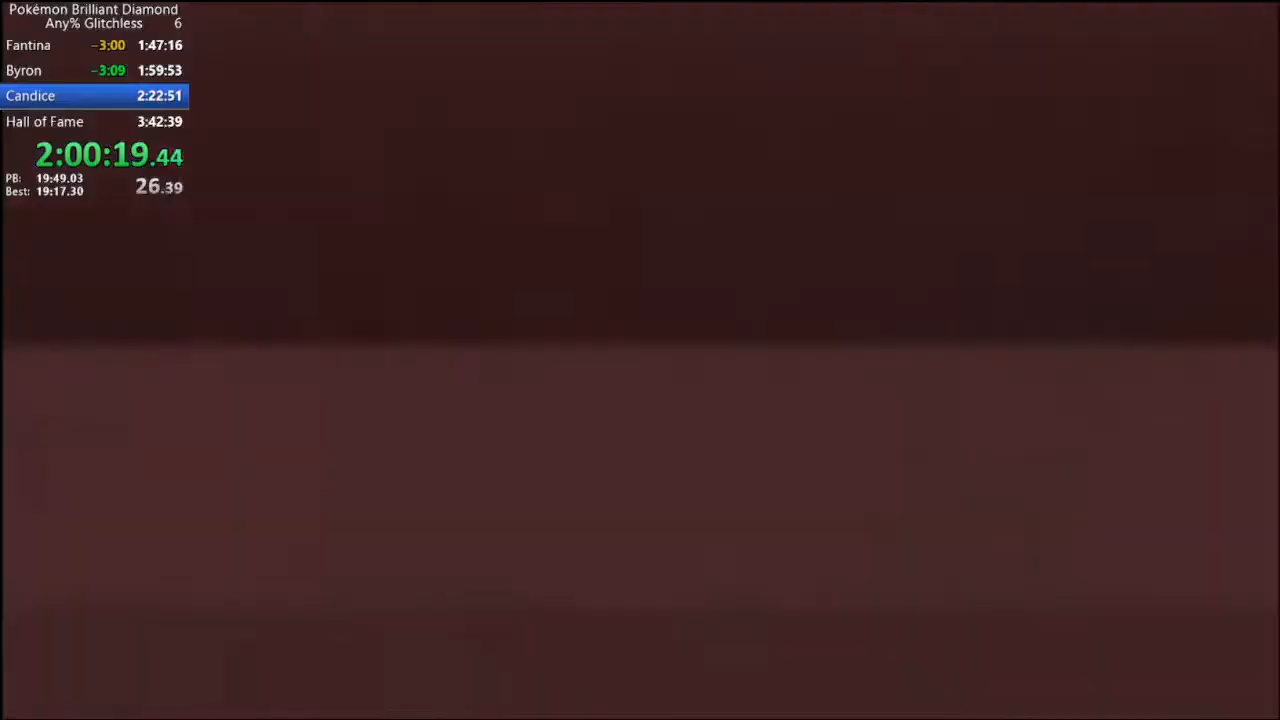 Pokémon Brilliant Diamond
Any% Glitchless 6
Fantina −3:00 1:47:16
Byron −3:09 1:59:53
Candice 2:22:51
Hall of Fame 3:42:39
2:00:19.44
PB: 19:49.03
Best: 19:17.30
26.39